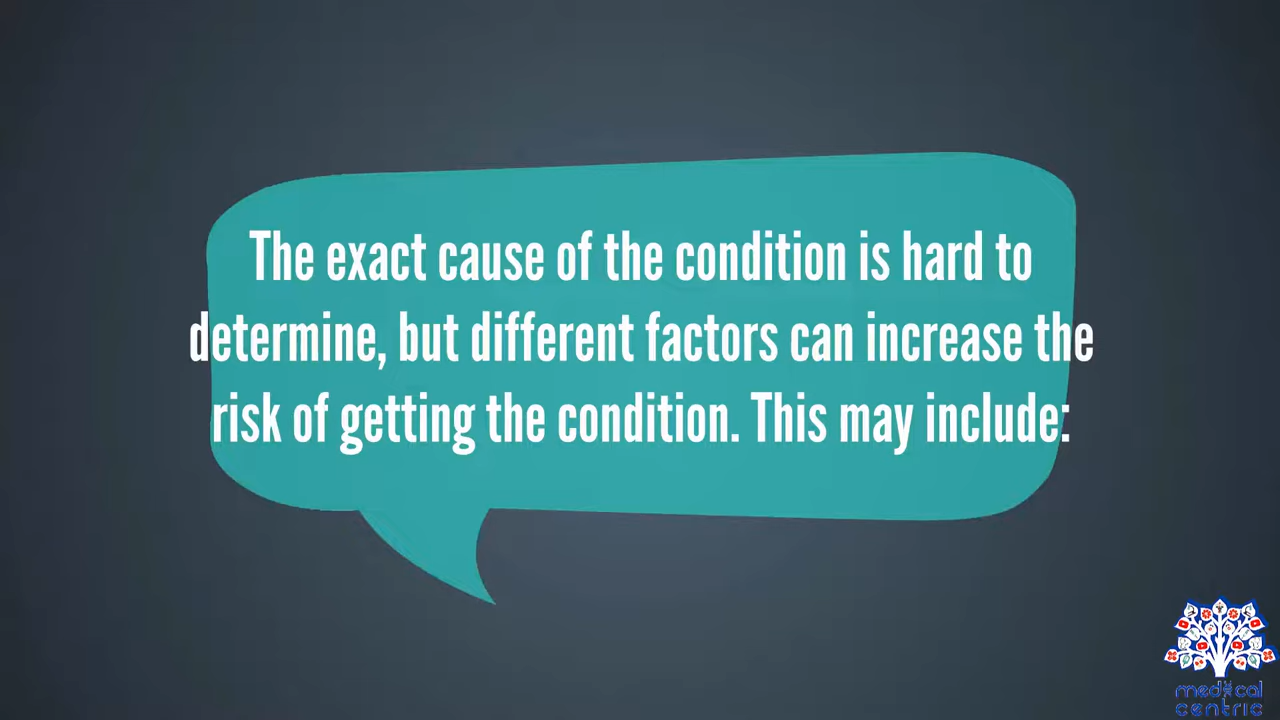 The exact cause of the condition is hard to
determine, but different factors can increase the
risk of getting the condition. This may include:
medical
centric